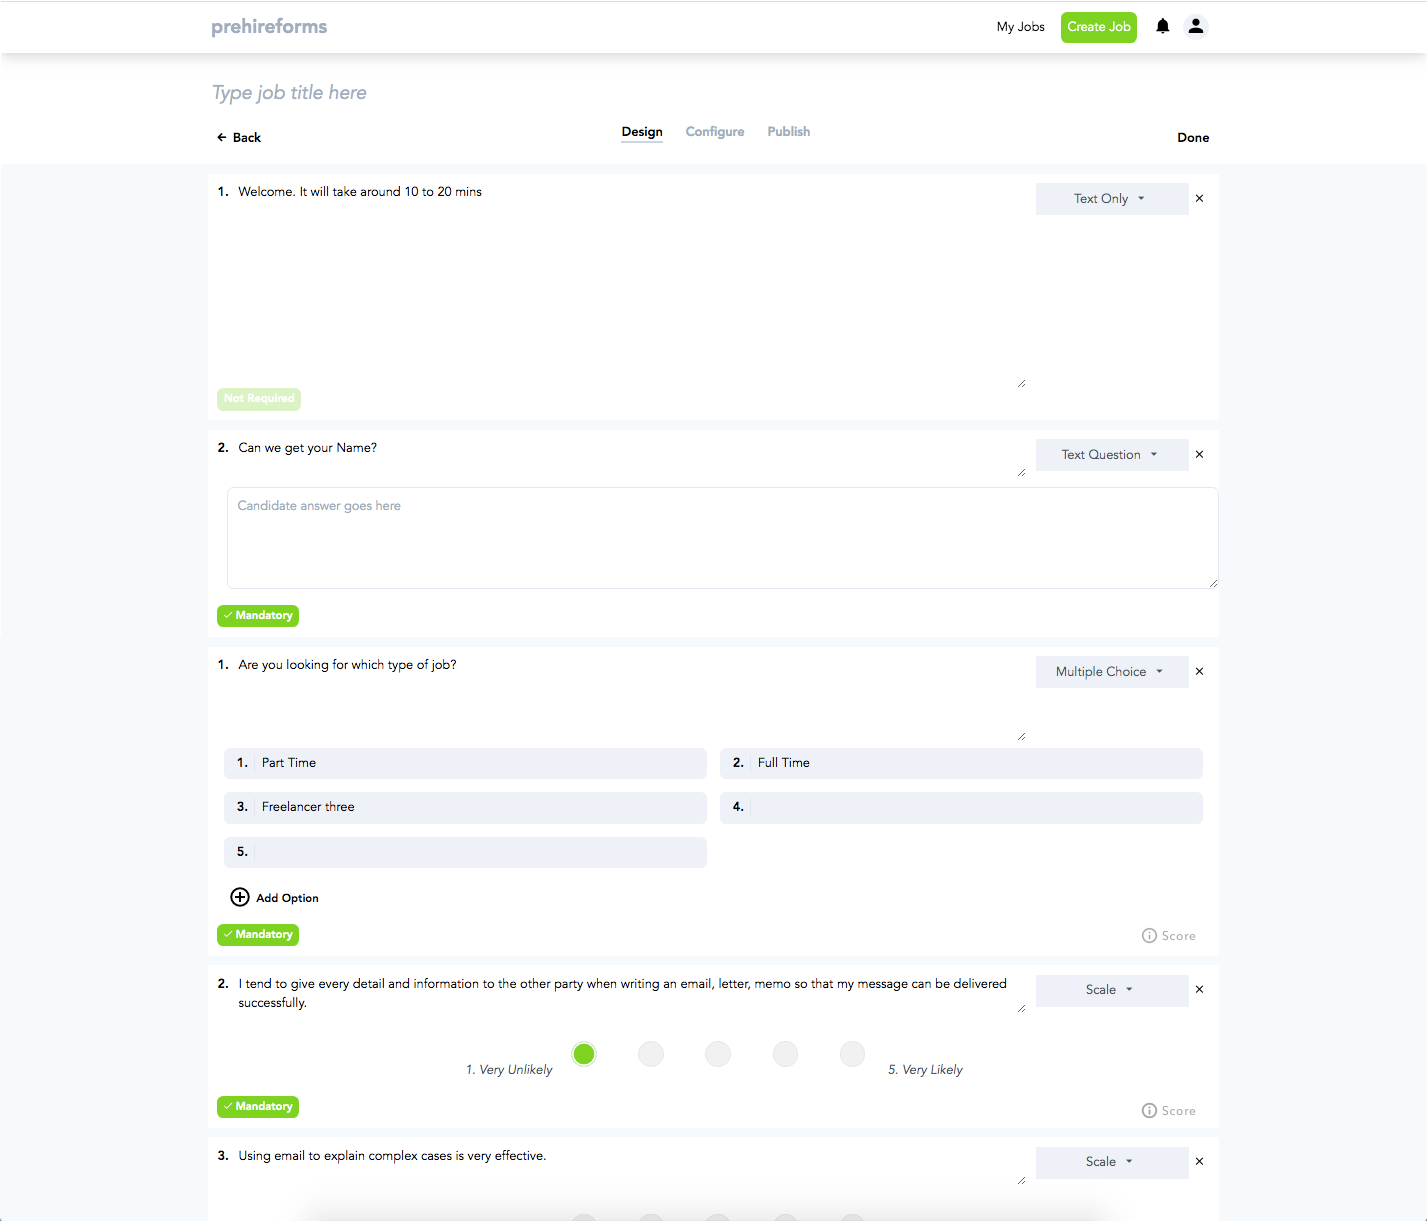 prehireforms
My Jobs
Create Job
Type job title here
Back
Design
Configure
Publish
Done
1. Welcome. It will take around 10 to 20 mins
Text Only
Not Required
2. Can we get your Name?
Text Question
Candidate answer goes here
Mandatory
1. Are you looking for which type of job?
Multiple Choice
1. Part Time
2. Full Time
3. Freelancer three
4.
5.
Add Option
Mandatory
Score
2. I tend to give every detail and information to the other party when writing an email, letter, memo so that my message can be delivered
successfully.
Scale
1. Very Unlikely
5. Very Likely
Mandatory
Score
3. Using email to explain complex cases is very effective.
Scale